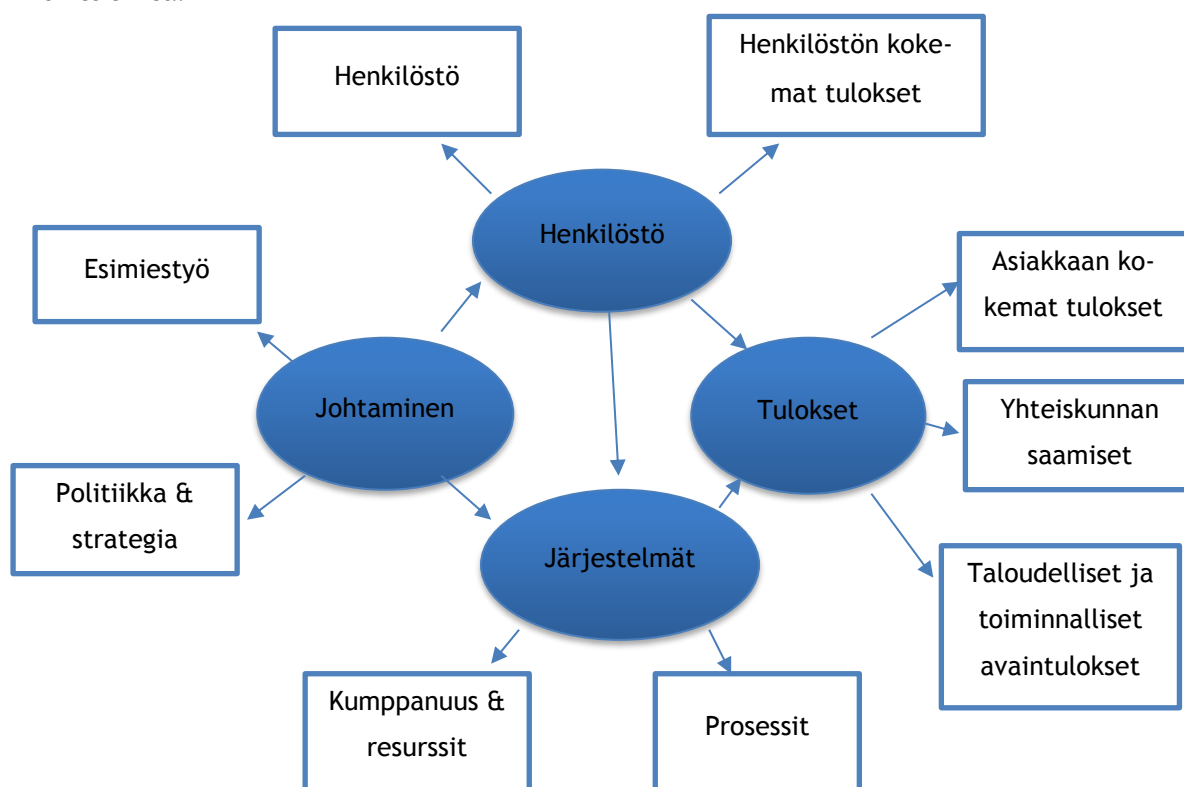 Henkilöstö
Henkilöstön koke-
mat tulokset
Henkilöstö
Esimiestyö
Asiakkaan ko-
kemat tulokset
Johtaminen
Tulokset
Yhteiskunnan
saamiset
Politiikka &
strategia
Järjestelmät
Taloudelliset ja
toiminnalliset
avaintulokset
Kumppanuus &
resurssit
Prosessit